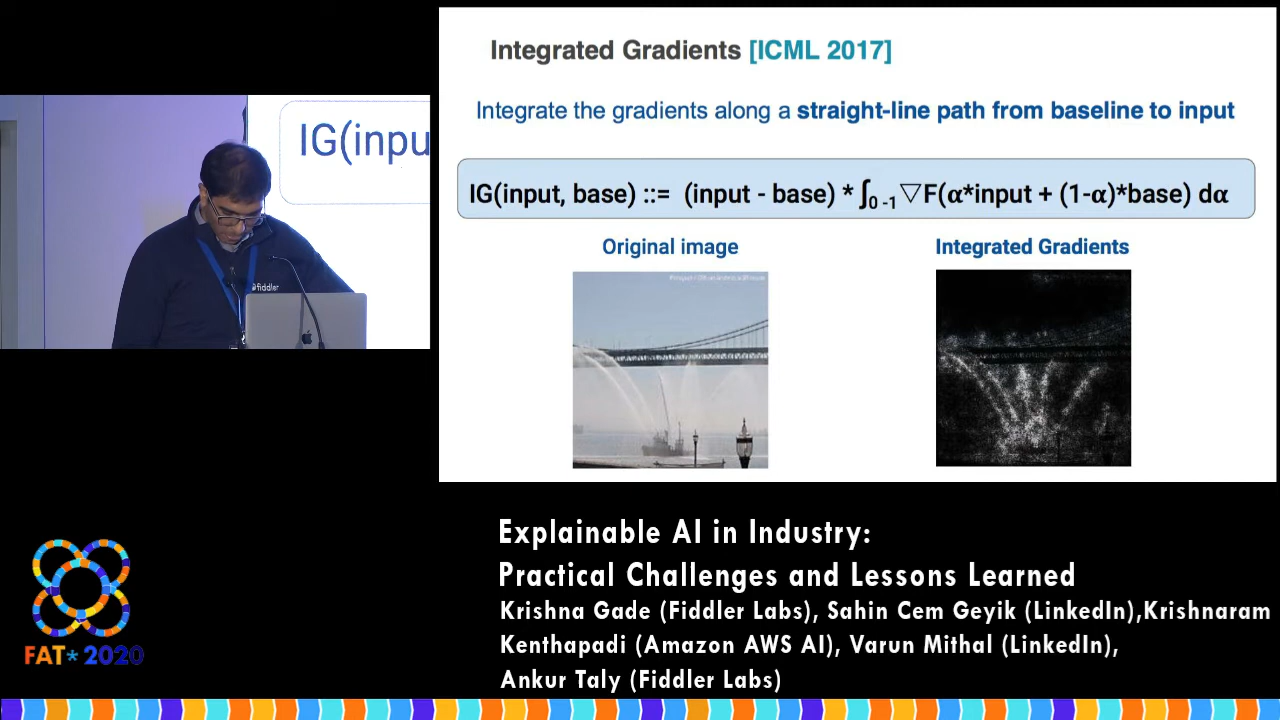 Integrated Gradients [ICML 2017]
Integrate the gradients along a straight-line path from baseline to input
IG(input, base) ::= (input - base) * ∫0 -1 ▽F(α*input + (1-α)*base) dα
Original image
Integrated Gradients
IG(inpu
fiddler
Explainable AI in Industry:
Practical Challenges and Lessons Learned
Krishna Gade (Fiddler Labs), Sahin Cem Geyik (LinkedIn),Krishnaram
Kenthapadi (Amazon AWS AI), Varun Mithal (LinkedIn),
Ankur Taly (Fiddler Labs)
FAT* 2020